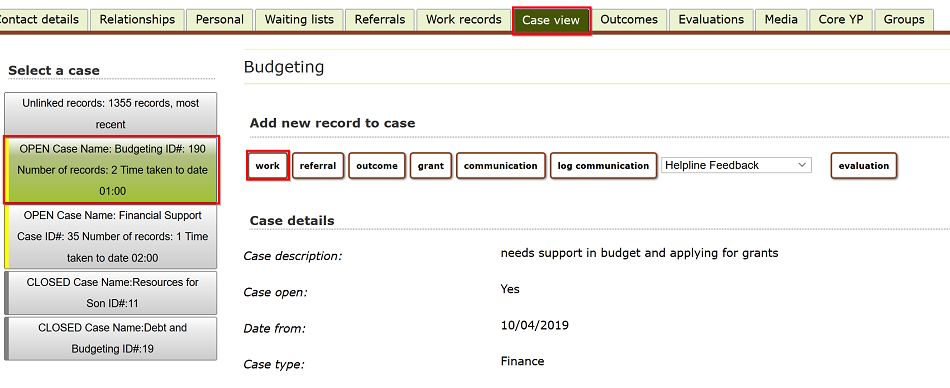 Contact details Relationships Personal Waiting lists Referrals Work records Case view Outcomes Evaluations Media Core YP Groups
Select a case
Unlinked records: 1355 records, most
recent
OPEN Case Name: Budgeting ID#: 190
Number of records: 2 Time taken to date
01:00
OPEN Case Name: Financial Support
Case ID#: 35 Number of records: 1 Time
taken to date 02:00
CLOSED Case Name:Resources for
Son ID#:11
CLOSED Case Name:Debt and
Budgeting ID#:19
Budgeting
Add new record to case
work referral outcome grant communication log communication Helpline Feedback evaluation
Case details
Case description: needs support in budget and applying for grants
Case open: Yes
Date from: 10/04/2019
Case type: Finance